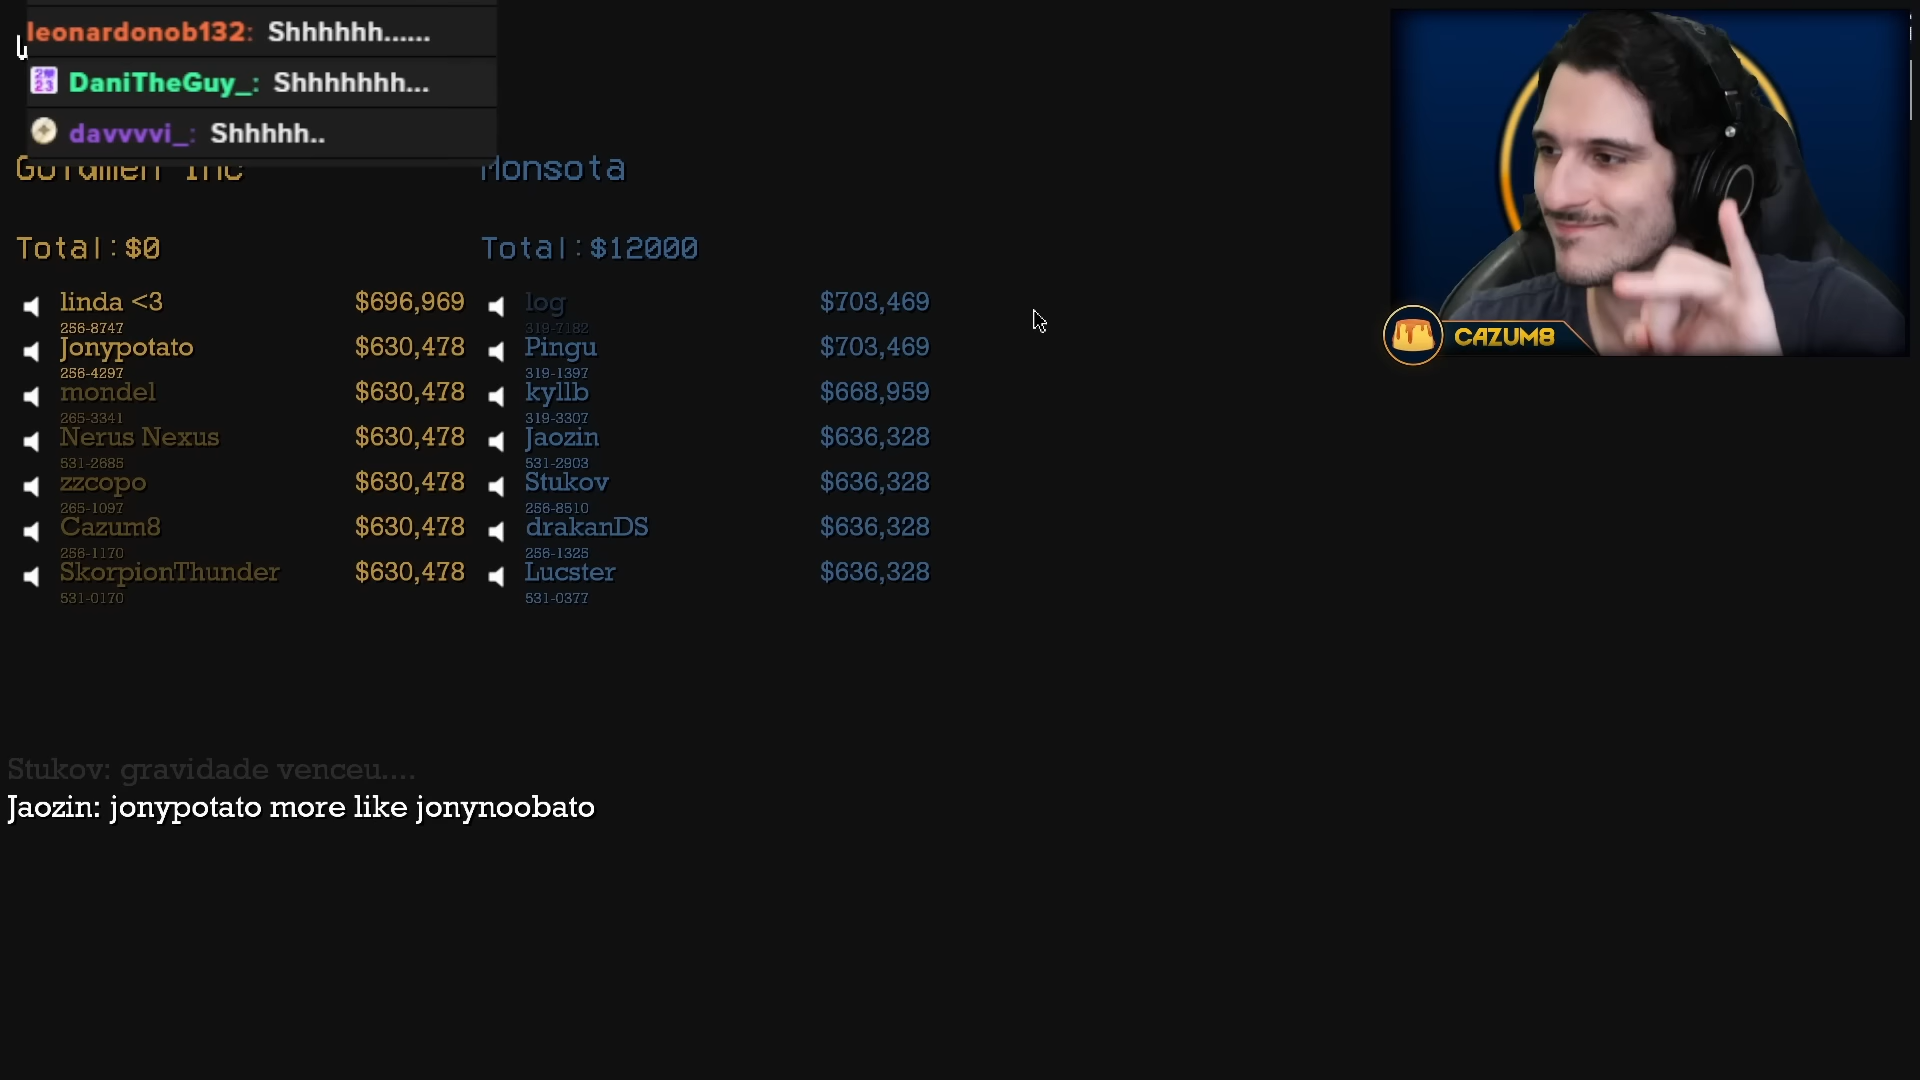 leonardonob132: Shhhhhh......
DaniTheGuy_: Shhhhhhh...
davvvvi_: Shhhhh..
Monsota
Total:$0
Total:$12000
linda <3 $696,969
256-8747
Jonypotato $630,478
256-4297
mondel $630,478
265-3341
Nerus Nexus $630,478
531-2685
zzcopo $630,478
265-1097
Cazum8 $630,478
256-1170
SkorpionThunder $630,478
531-0170
log $703,469
319-7182
Pingu $703,469
319-1397
kyllb $668,959
319-3307
Jaozin $636,328
531-2903
Stukov $636,328
256-8510
drakanDS $636,328
256-1325
Lucster $636,328
531-0377
CAZUM8
Stukov: gravidade venceu....
Jaozin: jonypotato more like jonynoobato